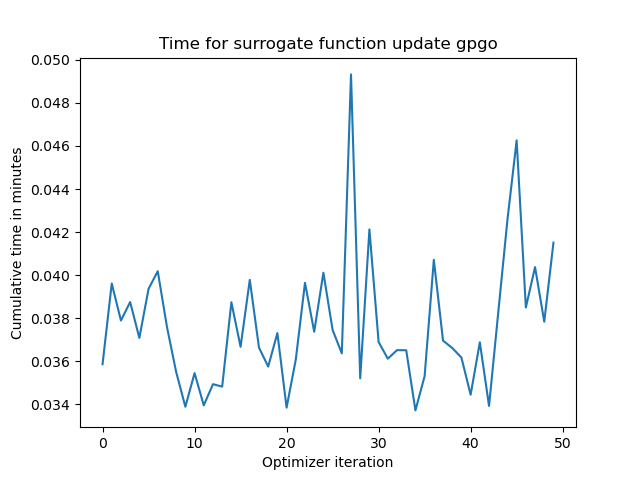 Time for surrogate function update gpgo
0.050
0.048
0.046
0.044
0.042
0.040
0.038
0.036
0.034
Cumulative time in minutes
0 10 20 30 40 50
Optimizer iteration